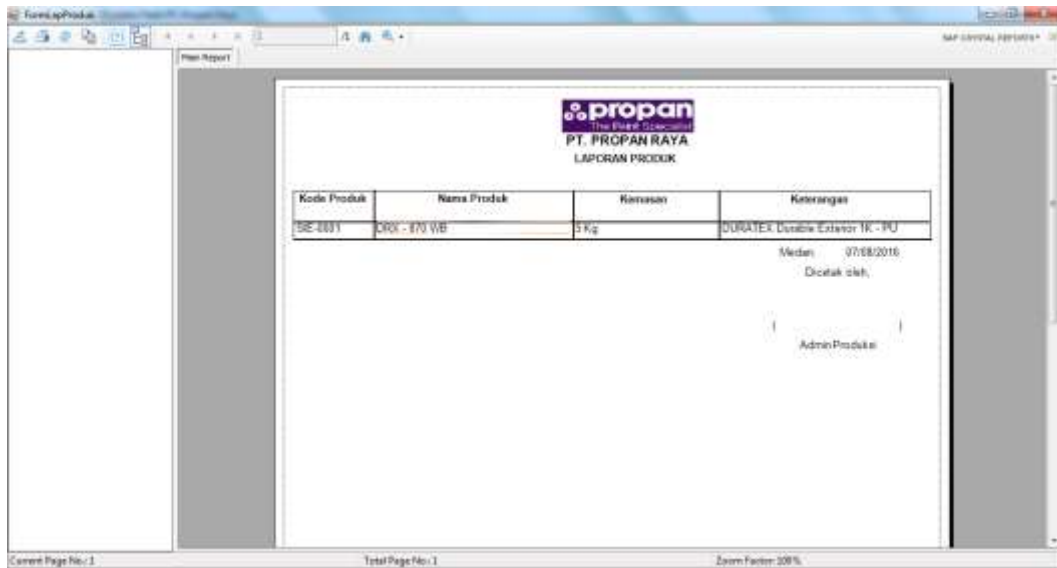 FormLapProduk
SAP CRYSTAL REPORTS
Main Report
propan
The Paint Specialist
PT. PROPAN RAYA
LAPORAN PRODUK
Kode Produk Nama Produk Kemasan Keterangan
SIE-0001 DRX - 870 WB 5 Kg DURATEX Durable Exterior 1K - PU
Medan, 07/08/2016
Dicetak oleh,
( )
Admin Produksi
Current Page No.: 1 Total Page No.: 1 Zoom Factor: 100%